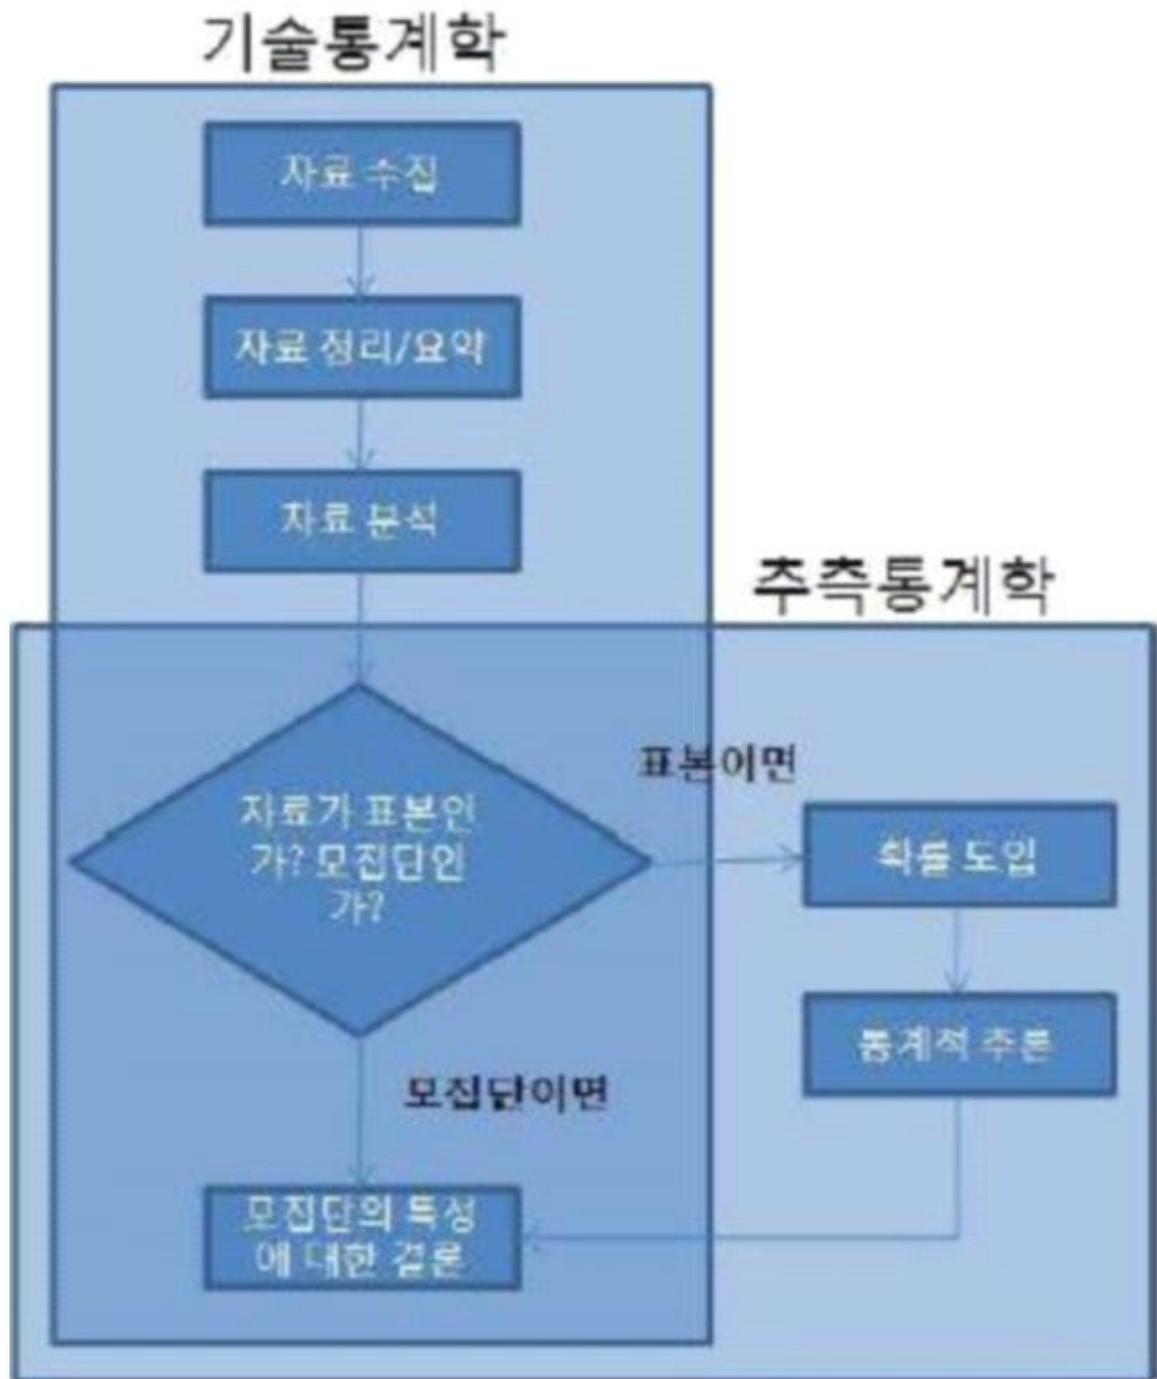 기술통계학
자료 수집
자료 정리/요약
자료 분석
추측통계학
자료가 표본인
가? 모집단인
가?
표본이면
확률 도입
통계적 추론
모집단이면
모집단의 특성
에 대한 결론